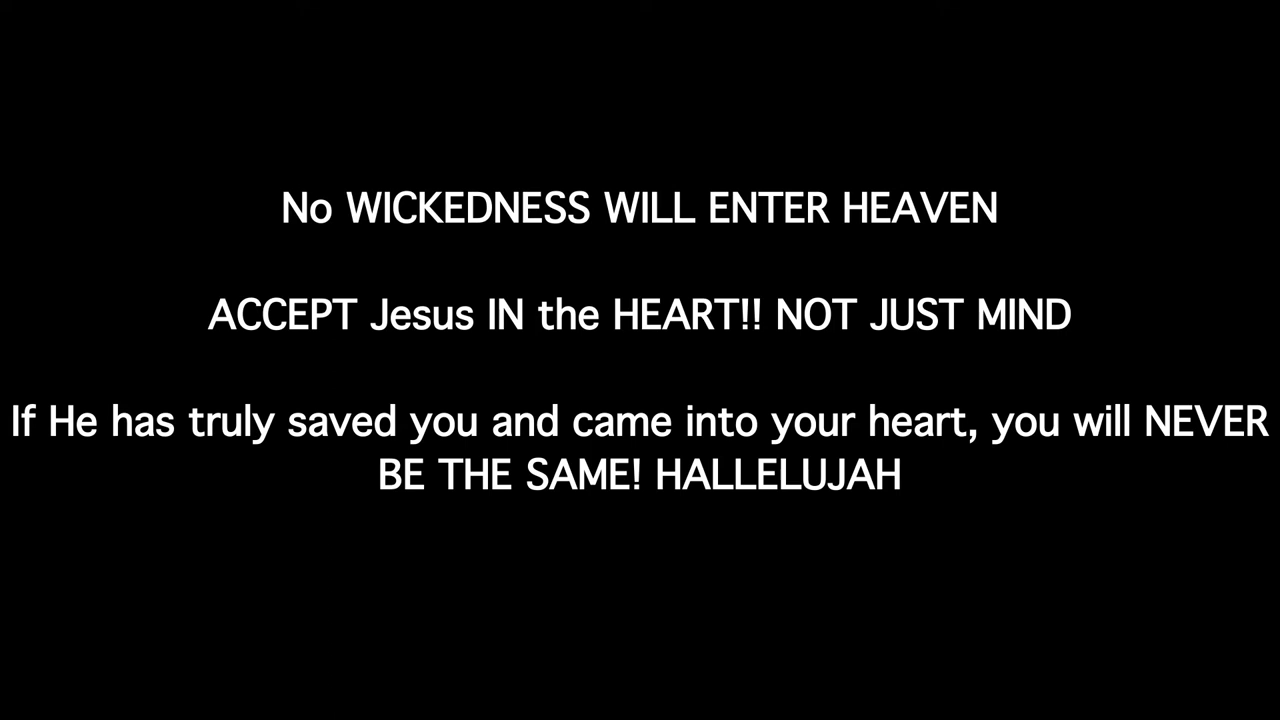 No WICKEDNESS WILL ENTER HEAVEN
ACCEPT Jesus IN the HEART!! NOT JUST MIND
If He has truly saved you and came into your heart, you will NEVER
BE THE SAME! HALLELUJAH